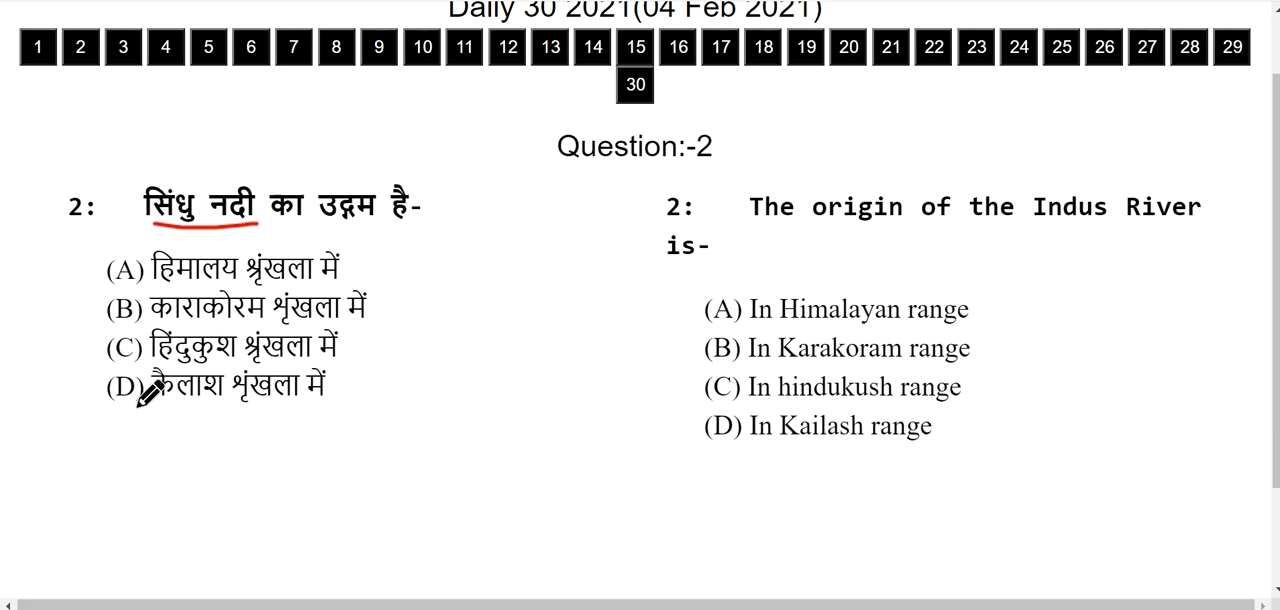 Daily 30 2021(04 Feb 2021)
1 2 3 4 5 6 7 8 9 10 11 12 13 14 15 16 17 18 19 20 21 22 23 24 25 26 27 28 29
30
Question:-2
2: सिंधु नदी का उद्गम है-
(A) हिमालय श्रृंखला में
(B) काराकोरम शृंखला में
(C) हिंदुकुश श्रृंखला में
(D) कैलाश शृंखला में
2: The origin of the Indus River
is-
(A) In Himalayan range
(B) In Karakoram range
(C) In hindukush range
(D) In Kailash range